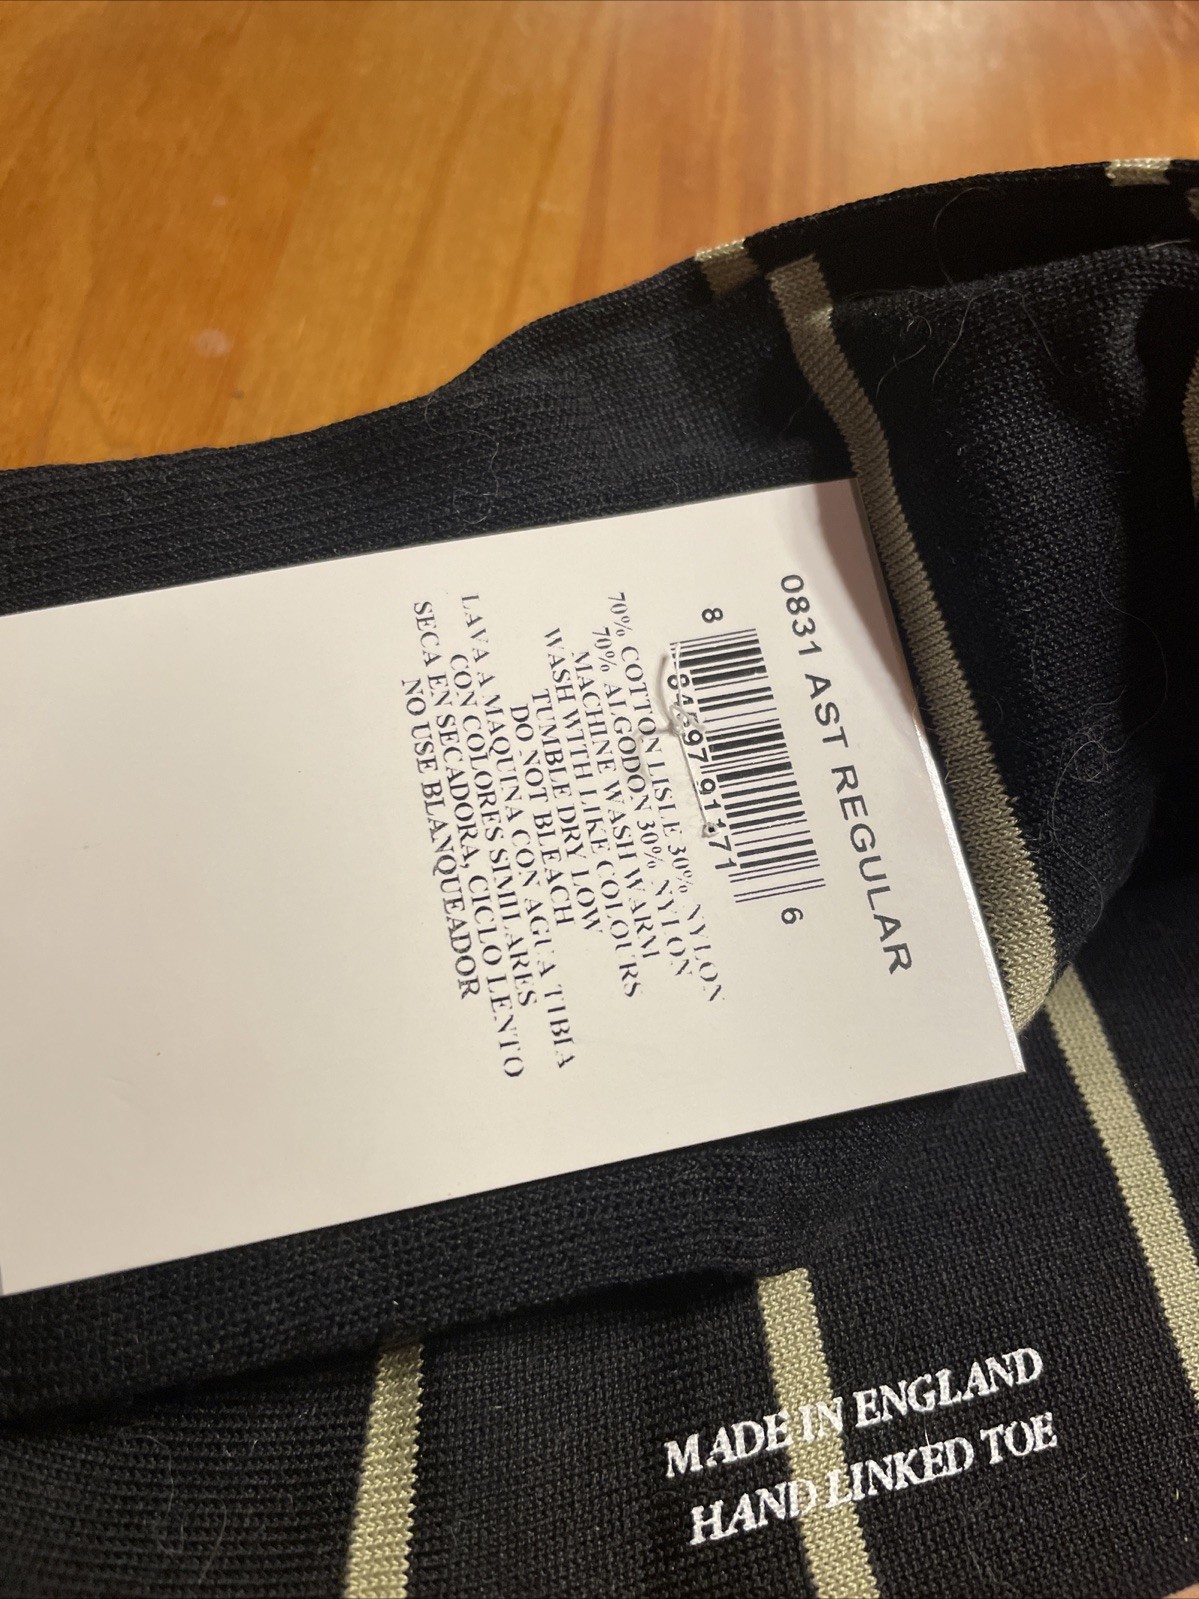 0831 AST REGULAR
8 84597 91171 6
70% COTTON LISLE 30% NYLON
70% ALGODON 30% NYLON
MACHINE WASH WARM
WASH WITH LIKE COLOURS
TUMBLE DRY LOW
DO NOT BLEACH
LAVA A MAQUINA CON AGUA TIBIA
CON COLORES SIMILARES
SECA EN SECADORA, CICLO LENTO
NO USE BLANQUEADOR
MADE IN ENGLAND
HAND LINKED TOE